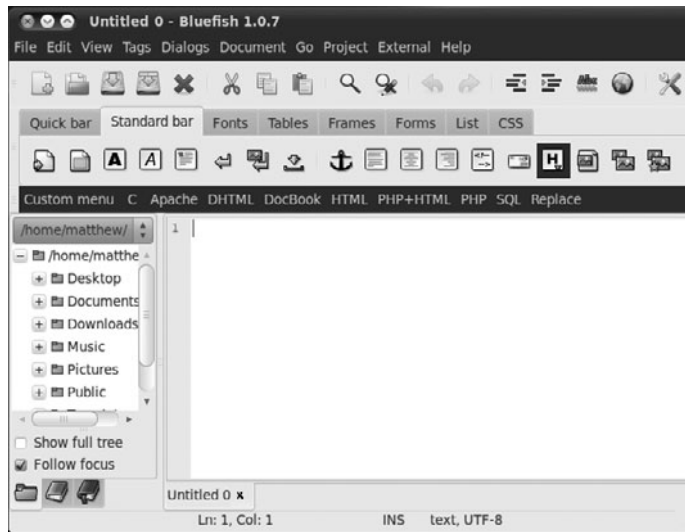 Untitled 0 - Bluefish 1.0.7
File Edit View Tags Dialogs Document Go Project External Help
Quick bar Standard bar Fonts Tables Frames Forms List CSS
Custom menu C Apache DHTML DocBook HTML PHP+HTML PHP SQL Replace
/home/matthew/
1
/home/matthe
Desktop
Documents
Downloads
Music
Pictures
Public
Show full tree
Follow focus
Untitled 0 x
Ln: 1, Col: 1 INS text, UTF-8